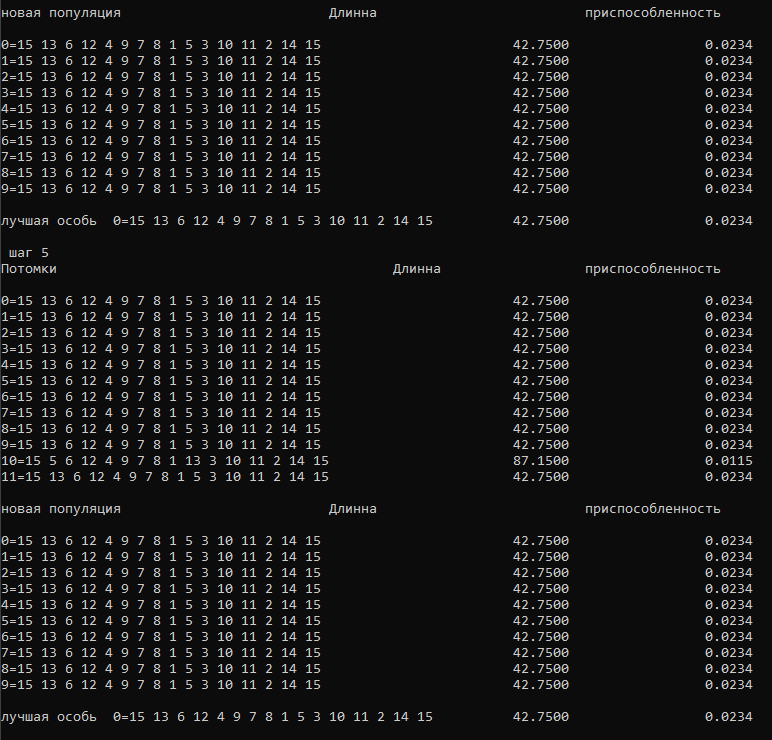 новая популяция Длинна приспособленность
0=15 13 6 12 4 9 7 8 1 5 3 10 11 2 14 15 42.7500 0.0234
1=15 13 6 12 4 9 7 8 1 5 3 10 11 2 14 15 42.7500 0.0234
2=15 13 6 12 4 9 7 8 1 5 3 10 11 2 14 15 42.7500 0.0234
3=15 13 6 12 4 9 7 8 1 5 3 10 11 2 14 15 42.7500 0.0234
4=15 13 6 12 4 9 7 8 1 5 3 10 11 2 14 15 42.7500 0.0234
5=15 13 6 12 4 9 7 8 1 5 3 10 11 2 14 15 42.7500 0.0234
6=15 13 6 12 4 9 7 8 1 5 3 10 11 2 14 15 42.7500 0.0234
7=15 13 6 12 4 9 7 8 1 5 3 10 11 2 14 15 42.7500 0.0234
8=15 13 6 12 4 9 7 8 1 5 3 10 11 2 14 15 42.7500 0.0234
9=15 13 6 12 4 9 7 8 1 5 3 10 11 2 14 15 42.7500 0.0234
лучшая особь 0=15 13 6 12 4 9 7 8 1 5 3 10 11 2 14 15 42.7500 0.0234
шаг 5
Потомки Длинна приспособленность
0=15 13 6 12 4 9 7 8 1 5 3 10 11 2 14 15 42.7500 0.0234
1=15 13 6 12 4 9 7 8 1 5 3 10 11 2 14 15 42.7500 0.0234
2=15 13 6 12 4 9 7 8 1 5 3 10 11 2 14 15 42.7500 0.0234
3=15 13 6 12 4 9 7 8 1 5 3 10 11 2 14 15 42.7500 0.0234
4=15 13 6 12 4 9 7 8 1 5 3 10 11 2 14 15 42.7500 0.0234
5=15 13 6 12 4 9 7 8 1 5 3 10 11 2 14 15 42.7500 0.0234
6=15 13 6 12 4 9 7 8 1 5 3 10 11 2 14 15 42.7500 0.0234
7=15 13 6 12 4 9 7 8 1 5 3 10 11 2 14 15 42.7500 0.0234
8=15 13 6 12 4 9 7 8 1 5 3 10 11 2 14 15 42.7500 0.0234
9=15 13 6 12 4 9 7 8 1 5 3 10 11 2 14 15 42.7500 0.0234
10=15 5 6 12 4 9 7 8 1 13 3 10 11 2 14 15 87.1500 0.0115
11=15 13 6 12 4 9 7 8 1 5 3 10 11 2 14 15 42.7500 0.0234
новая популяция Длинна приспособленность
0=15 13 6 12 4 9 7 8 1 5 3 10 11 2 14 15 42.7500 0.0234
1=15 13 6 12 4 9 7 8 1 5 3 10 11 2 14 15 42.7500 0.0234
2=15 13 6 12 4 9 7 8 1 5 3 10 11 2 14 15 42.7500 0.0234
3=15 13 6 12 4 9 7 8 1 5 3 10 11 2 14 15 42.7500 0.0234
4=15 13 6 12 4 9 7 8 1 5 3 10 11 2 14 15 42.7500 0.0234
5=15 13 6 12 4 9 7 8 1 5 3 10 11 2 14 15 42.7500 0.0234
6=15 13 6 12 4 9 7 8 1 5 3 10 11 2 14 15 42.7500 0.0234
7=15 13 6 12 4 9 7 8 1 5 3 10 11 2 14 15 42.7500 0.0234
8=15 13 6 12 4 9 7 8 1 5 3 10 11 2 14 15 42.7500 0.0234
9=15 13 6 12 4 9 7 8 1 5 3 10 11 2 14 15 42.7500 0.0234
лучшая особь 0=15 13 6 12 4 9 7 8 1 5 3 10 11 2 14 15 42.7500 0.0234